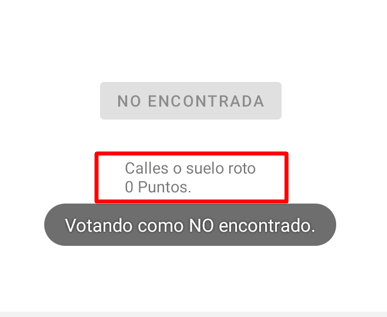 NO ENCONTRADA
Calles o suelo roto
0 Puntos.
Votando como NO encontrado.